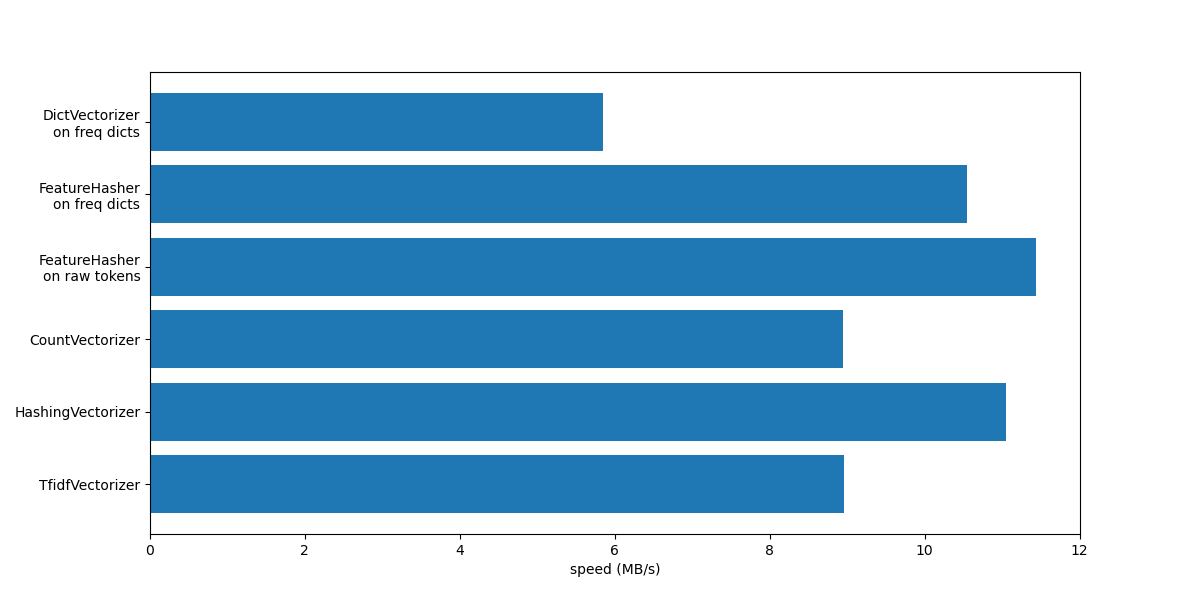 DictVectorizer
on freq dicts
FeatureHasher
on freq dicts
FeatureHasher
on raw tokens
CountVectorizer
HashingVectorizer
TfidfVectorizer
0 2 4 6 8 10 12
speed (MB/s)